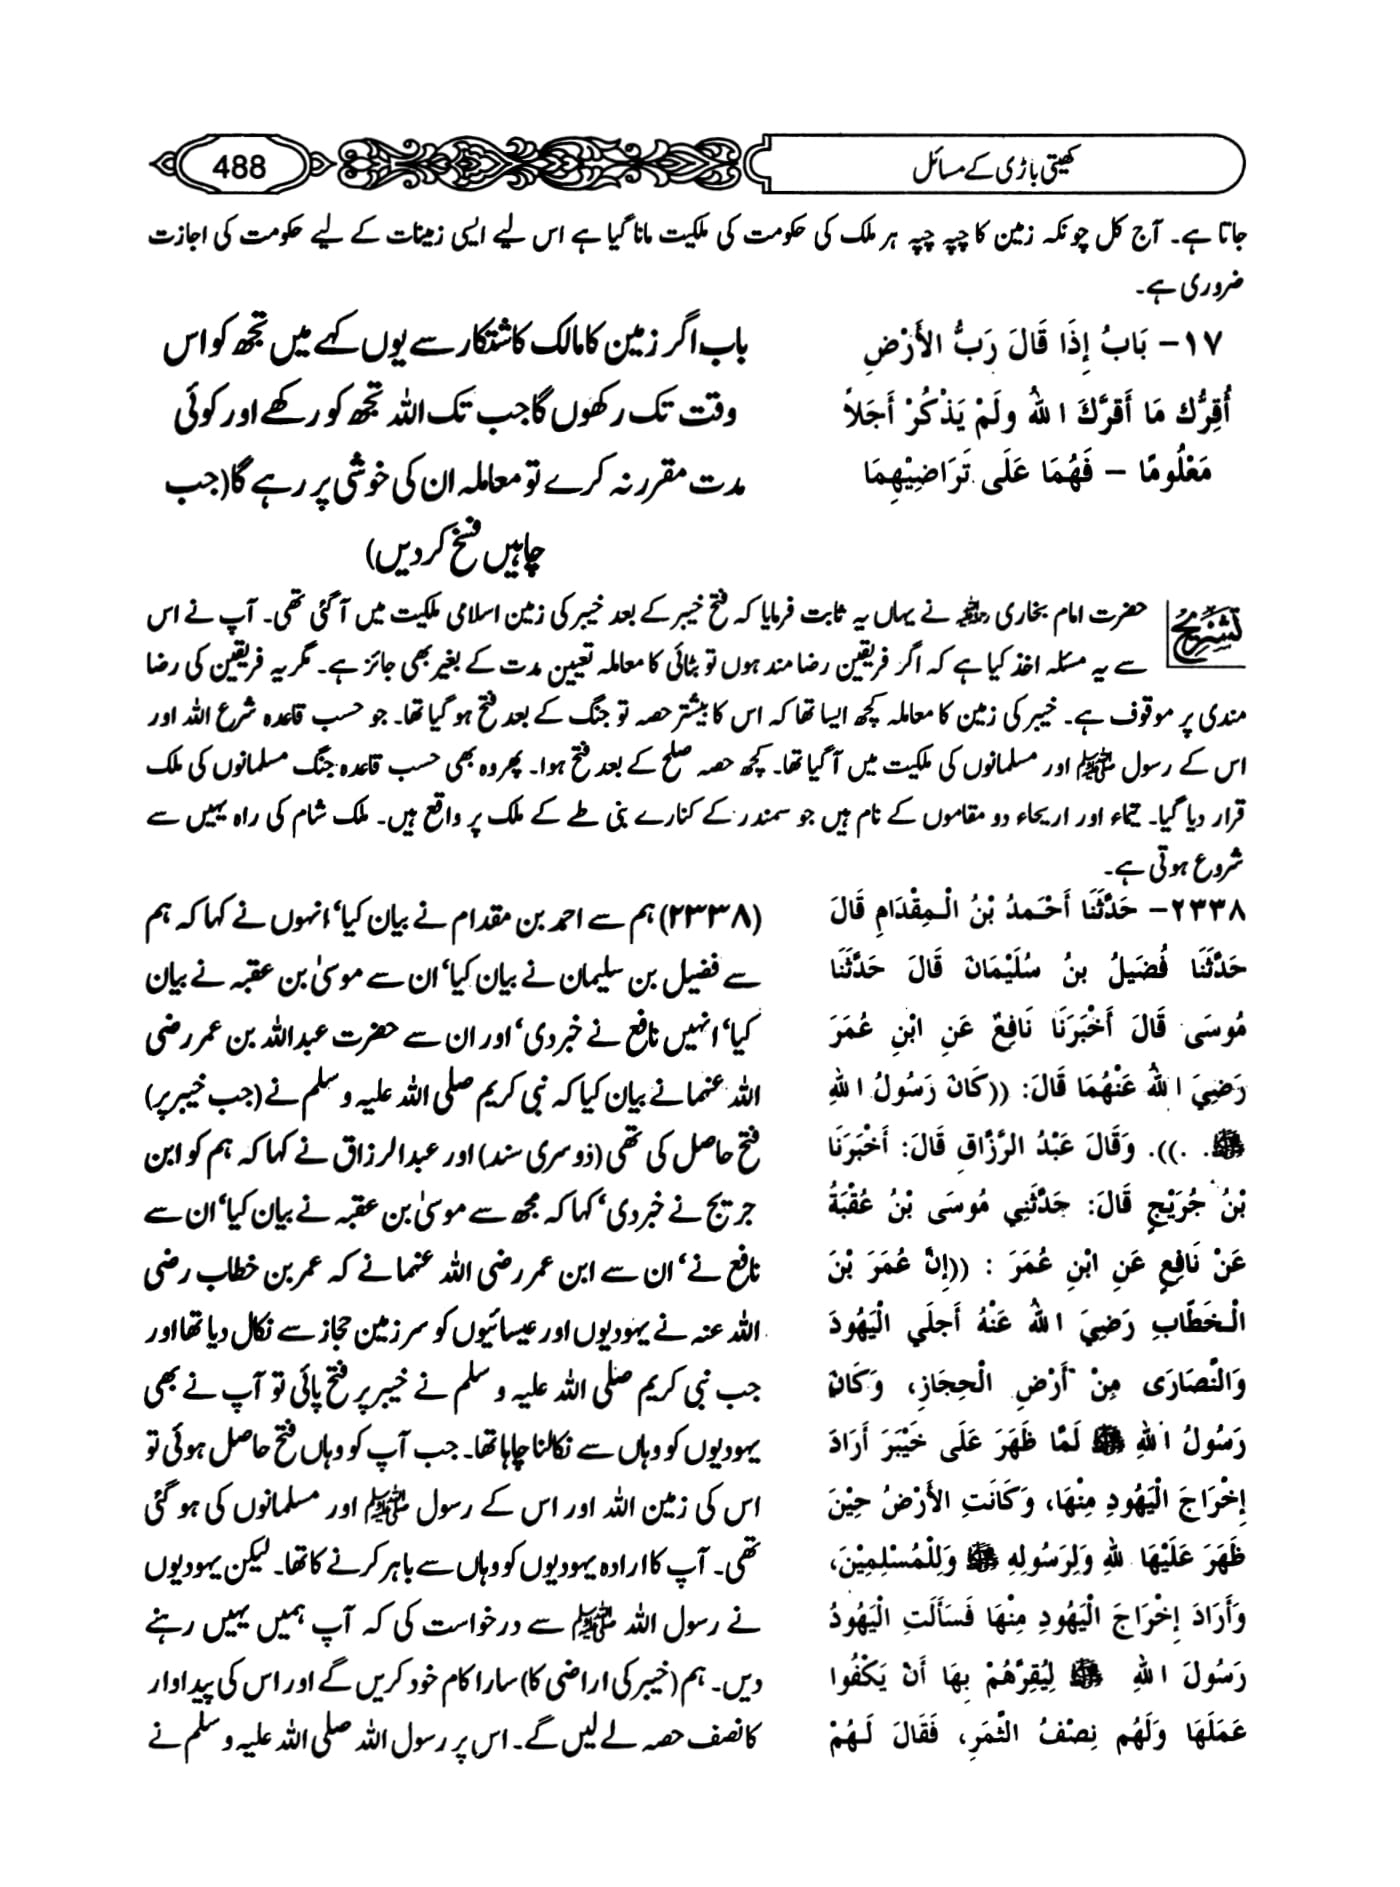 کھیتی باڑی کے مسائل
488
جاتا ہے۔ آج کل چونکہ زمین کا چپہ چپہ ہر ملک کی حکومت کی ملکیت مانا گیا ہے اس لیے ایسی زمینات کے لیے حکومت کی اجازت
ضروری ہے۔
١٧- بَابُ إِذَا قَالَ رَبُّ الأَرْضِ
أُقِرُّكَ مَا أَقَرَّكَ اللهُ ولَمْ يَذْكُرْ أَجَلاً
مَعْلُومًا – فَهُمَا عَلَى تَرَاضِيْهِمَا
باب اگر زمین کا مالک کاشتکار سے یوں کہے میں تجھ کو اس
وقت تک رکھوں گا جب تک اللہ تجھ کو رکھے اور کوئی
مدت مقرر نہ کرے تو معاملہ ان کی خوشی پر رہے گا (جب
چاہیں فسخ کر دیں)
تشریح
حضرت امام بخاری رحمہ اللہ نے یہاں یہ ثابت فرمایا کہ فتح خیبر کے بعد خیبر کی زمین اسلامی ملکیت میں آ گئی تھی۔ آپ نے اس
سے یہ مسئلہ اخذ کیا ہے کہ اگر فریقین رضا مند ہوں تو بٹائی کا معاملہ تعیین مدت کے بغیر بھی جائز ہے۔ مگر یہ فریقین کی رضا
مندی پر موقوف ہے۔ خیبر کی زمین کا معاملہ کچھ ایسا تھا کہ اس کا بیشتر حصہ تو جنگ کے بعد فتح ہو گیا تھا۔ جو حسب قاعدہ شرع اللہ اور
اس کے رسول ﷺ اور مسلمانوں کی ملکیت میں آ گیا تھا۔ کچھ حصہ صلح کے بعد فتح ہوا۔ پھر وہ بھی حسب قاعدہ جنگ مسلمانوں کی ملک
قرار دیا گیا۔ تیماء اور اریحاء دو مقاموں کے نام ہیں جو سمندر کے کنارے بنی طے کے ملک پر واقع ہیں۔ ملک شام کی راہ یہیں سے
شروع ہوتی ہے۔
٢٣٣٨- حَدَّثَنَا أَحْمَدُ بْنُ الْمِقْدَامِ قَالَ
حَدَّثَنَا فُضَيلُ بنُ سُلَيْمَانَ قَالَ حَدَّثَنَا
مُوسَى قَالَ أَخْبَرَنَا نَافِعٌ عَنِ ابْنِ عُمَرَ
رَضِيَ اللهُ عَنْهُمَا قَالَ: ((كَانَ رَسُولُ اللهِ
ﷺ. .)). وَقَالَ عَبْدُ الرَّزَّاقِ قَالَ: أَخْبَرَنَا
بْنُ جُرَيْجٍ قَالَ: حَدَّثَنِي مُوسَى بْنُ عُقْبَةُ
عَنْ نَافِعٍ عَنِ ابْنِ عُمَرَ : ((إِنَّ عُمَرَ بْنَ
الْخَطَّابِ رَضِيَ اللهُ عَنْهُ أَجلَي الْيَهُودَ
وَالنَّصَارَى مِنْ أَرْضِ الْحِجَازِ، وَكَانَ
رَسُولُ اللهِ ﷺ لَمَّا ظَهَرَ عَلَى خَيْبَرَ أَرَادَ
إِخْرَاجَ الْيَهُودِ مِنْهَا، وَكَانَتِ الأَرْضُ حِيْنَ
ظَهَرَ عَلَيْهَا للهِ وَلِرَسُولِهِ ﷺ وَلِلْمُسْلِمِيْنَ،
وَأَرَادَ إِخْرَاجَ الْيَهُودِ مِنْهَا فَسَأَلَتِ الْيَهُودُ
رَسُولَ اللهِ ﷺ لِيُقِرَّهُمْ بِهَا أَنْ يَكْفُوا
عَمَلَهَا وَلَهُم نِصْفُ الثَّمَرِ، فَقَالَ لَهُمْ
(٢٣٣٨) ہم سے احمد بن مقدام نے بیان کیا' انہوں نے کہا کہ ہم
سے فضیل بن سلیمان نے بیان کیا' ان سے موسیٰ بن عقبہ نے بیان
کیا' انہیں نافع نے خبر دی' اور ان سے حضرت عبداللہ بن عمر رضی
اللہ عنہما نے بیان کیا کہ نبی کریم صلی اللہ علیہ و سلم نے (جب خیبر پر)
فتح حاصل کی تھی (دوسری سند) اور عبدالرزاق نے کہا کہ ہم کو ابن
جریج نے خبر دی' کہا کہ مجھ سے موسیٰ بن عقبہ نے بیان کیا' ان سے
نافع نے' ان سے ابن عمر رضی اللہ عنہما نے کہ عمر بن خطاب رضی
اللہ عنہ نے یہودیوں اور عیسائیوں کو سرزمین حجاز سے نکال دیا تھا اور
جب نبی کریم صلی اللہ علیہ و سلم نے خیبر پر فتح پائی تو آپ نے بھی
یہودیوں کو وہاں سے نکالنا چاہا تھا۔ جب آپ کو وہاں فتح حاصل ہوئی تو
اس کی زمین اللہ اور اس کے رسول ﷺ اور مسلمانوں کی ہو گئی
تھی۔ آپ کا ارادہ یہودیوں کو وہاں سے باہر کرنے کا تھا۔ لیکن یہودیوں
نے رسول اللہ ﷺ سے درخواست کی کہ آپ ہمیں یہیں رہنے
دیں۔ ہم (خیبر کی اراضی کا) سارا کام خود کریں گے اور اس کی پیداوار
کا نصف حصہ لے لیں گے۔ اس پر رسول اللہ صلی اللہ علیہ و سلم نے